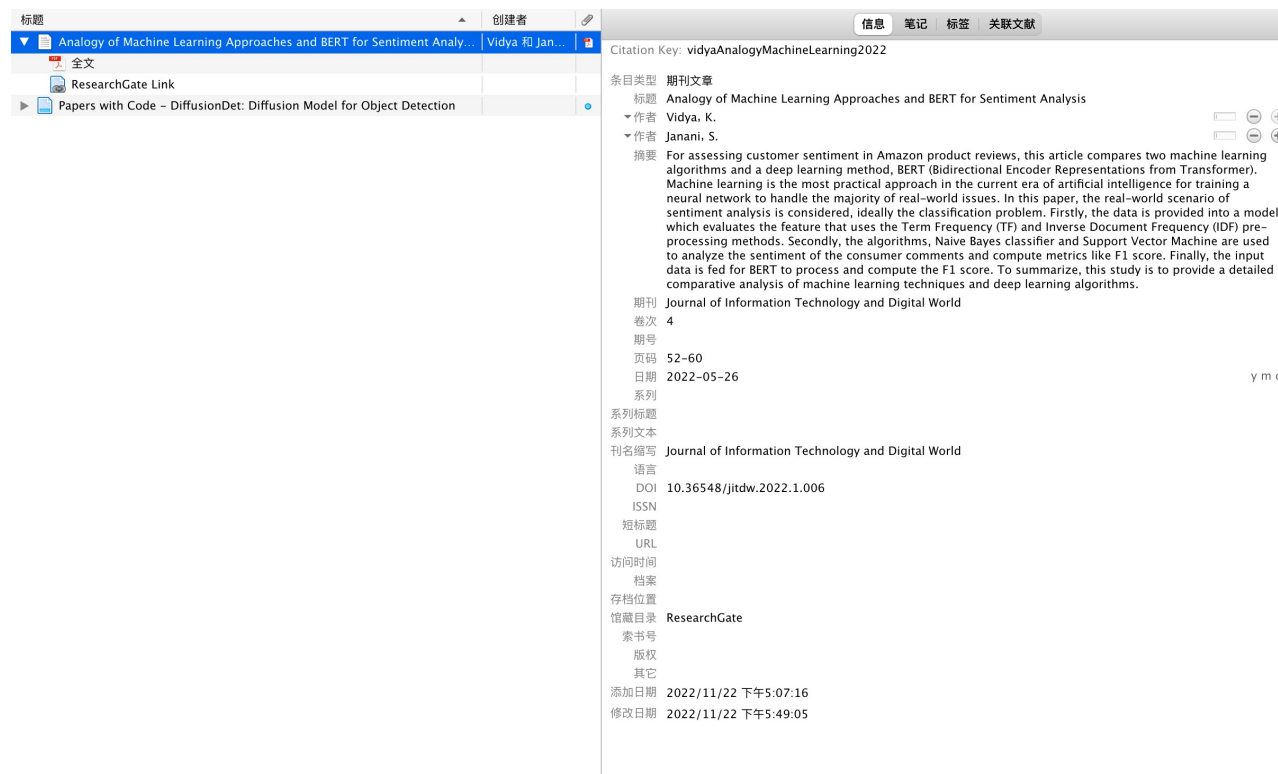 标题 创建者
Analogy of Machine Learning Approaches and BERT for Sentiment Analy... Vidya 和 Jan...
全文
ResearchGate Link
Papers with Code – DiffusionDet: Diffusion Model for Object Detection
信息 笔记 标签 关联文献
Citation Key: vidyaAnalogyMachineLearning2022
条目类型 期刊文章
标题 Analogy of Machine Learning Approaches and BERT for Sentiment Analysis
作者 Vidya, K.
作者 Janani, S.
摘要 For assessing customer sentiment in Amazon product reviews, this article compares two machine learning
algorithms and a deep learning method, BERT (Bidirectional Encoder Representations from Transformer).
Machine learning is the most practical approach in the current era of artificial intelligence for training a
neural network to handle the majority of real-world issues. In this paper, the real-world scenario of
sentiment analysis is considered, ideally the classification problem. Firstly, the data is provided into a model
which evaluates the feature that uses the Term Frequency (TF) and Inverse Document Frequency (IDF) pre-
processing methods. Secondly, the algorithms, Naive Bayes classifier and Support Vector Machine are used
to analyze the sentiment of the consumer comments and compute metrics like F1 score. Finally, the input
data is fed for BERT to process and compute the F1 score. To summarize, this study is to provide a detailed
comparative analysis of machine learning techniques and deep learning algorithms.
期刊 Journal of Information Technology and Digital World
卷次 4
期号
页码 52-60
日期 2022-05-26 y m
系列
系列标题
系列文本
刊名缩写 Journal of Information Technology and Digital World
语言
DOI 10.36548/jitdw.2022.1.006
ISSN
短标题
URL
访问时间
档案
存档位置
馆藏目录 ResearchGate
索书号
版权
其它
添加日期 2022/11/22 下午5:07:16
修改日期 2022/11/22 下午5:49:05